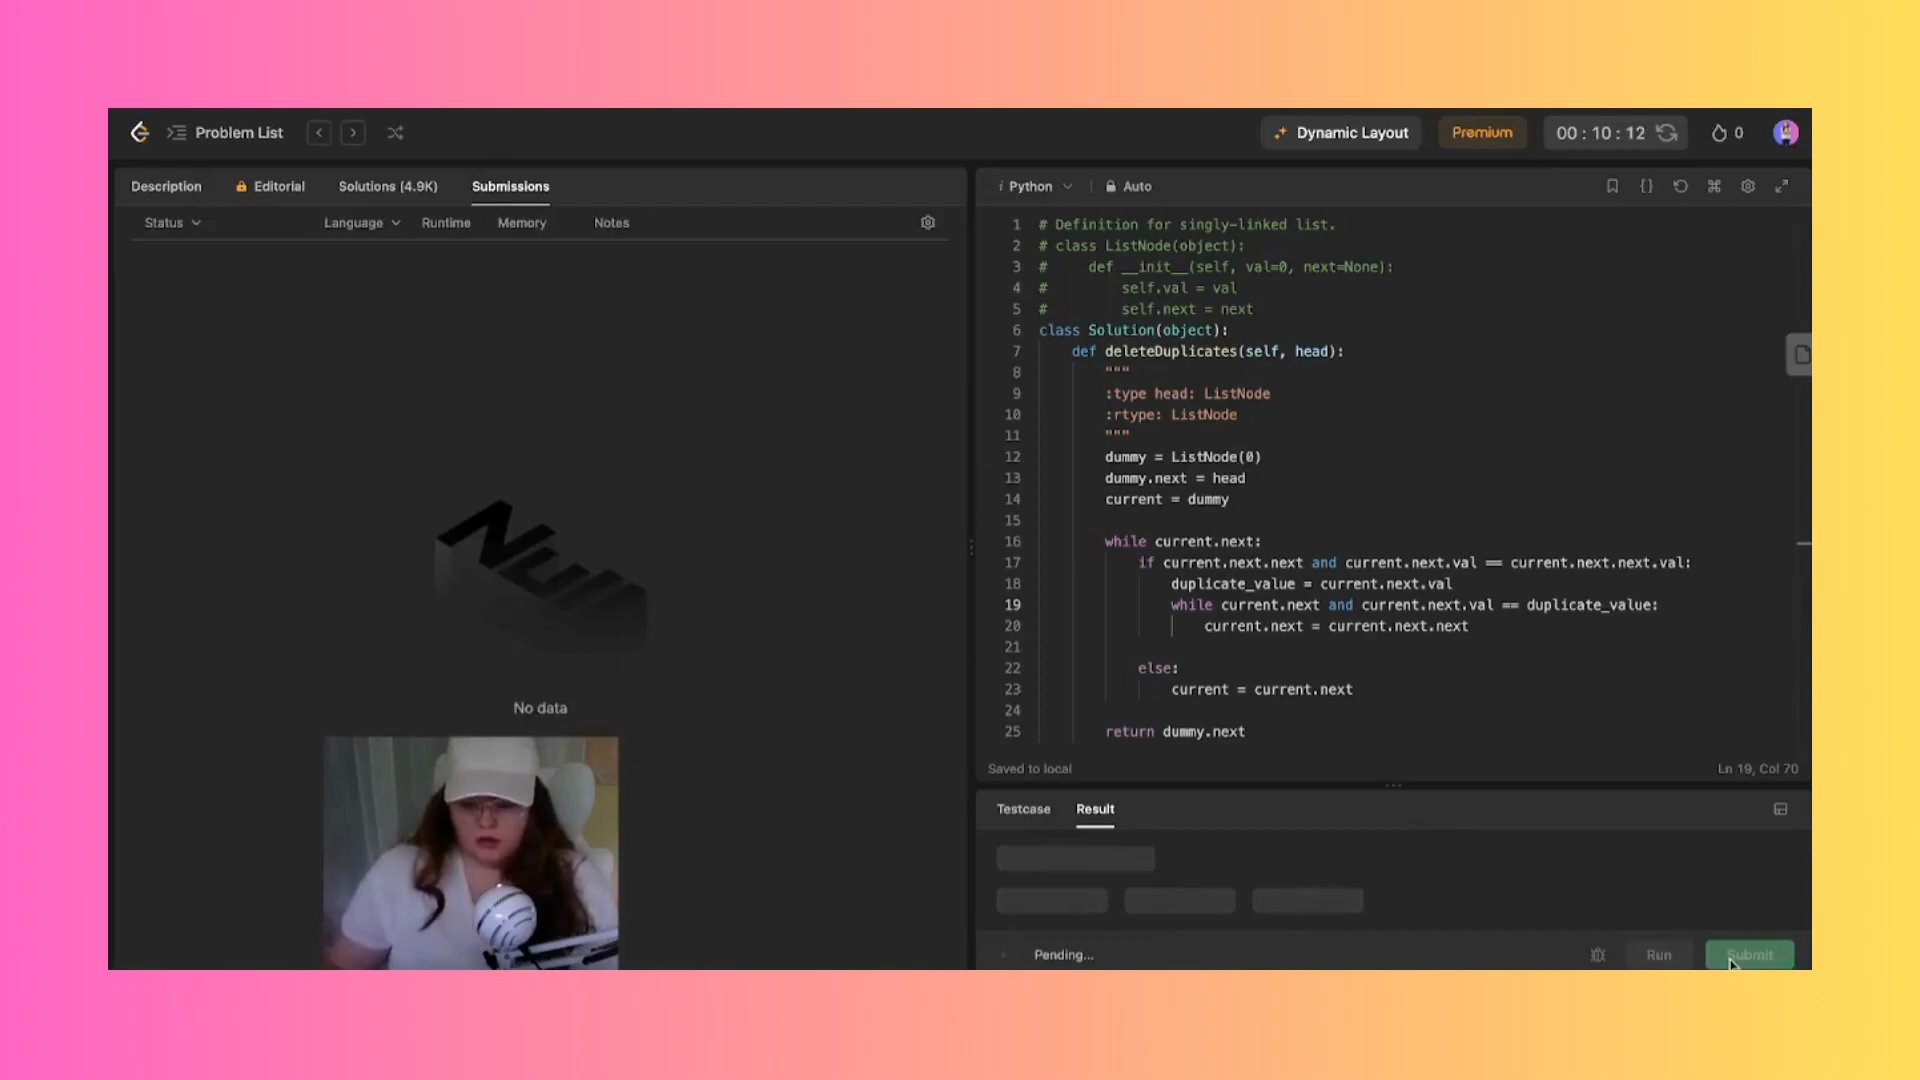 Problem List
Dynamic Layout
Premium
00 : 10 : 12
0
Description
Editorial
Solutions (4.9K)
Submissions
Status
Language
Runtime
Memory
Notes
Null
No data
i Python
Auto
1 # Definition for singly-linked list.
2 # class ListNode(object):
3 #     def __init__(self, val=0, next=None):
4 #         self.val = val
5 #         self.next = next
6 class Solution(object):
7     def deleteDuplicates(self, head):
8         """
9         :type head: ListNode
10         :rtype: ListNode
11         """
12         dummy = ListNode(0)
13         dummy.next = head
14         current = dummy
15
16         while current.next:
17             if current.next.next and current.next.val == current.next.next.val:
18                 duplicate_value = current.next.val
19                 while current.next and current.next.val == duplicate_value:
20                     current.next = current.next.next
21
22             else:
23                 current = current.next
24
25         return dummy.next
Saved to local
Ln 19, Col 70
Testcase
Result
Pending...
Run
Submit